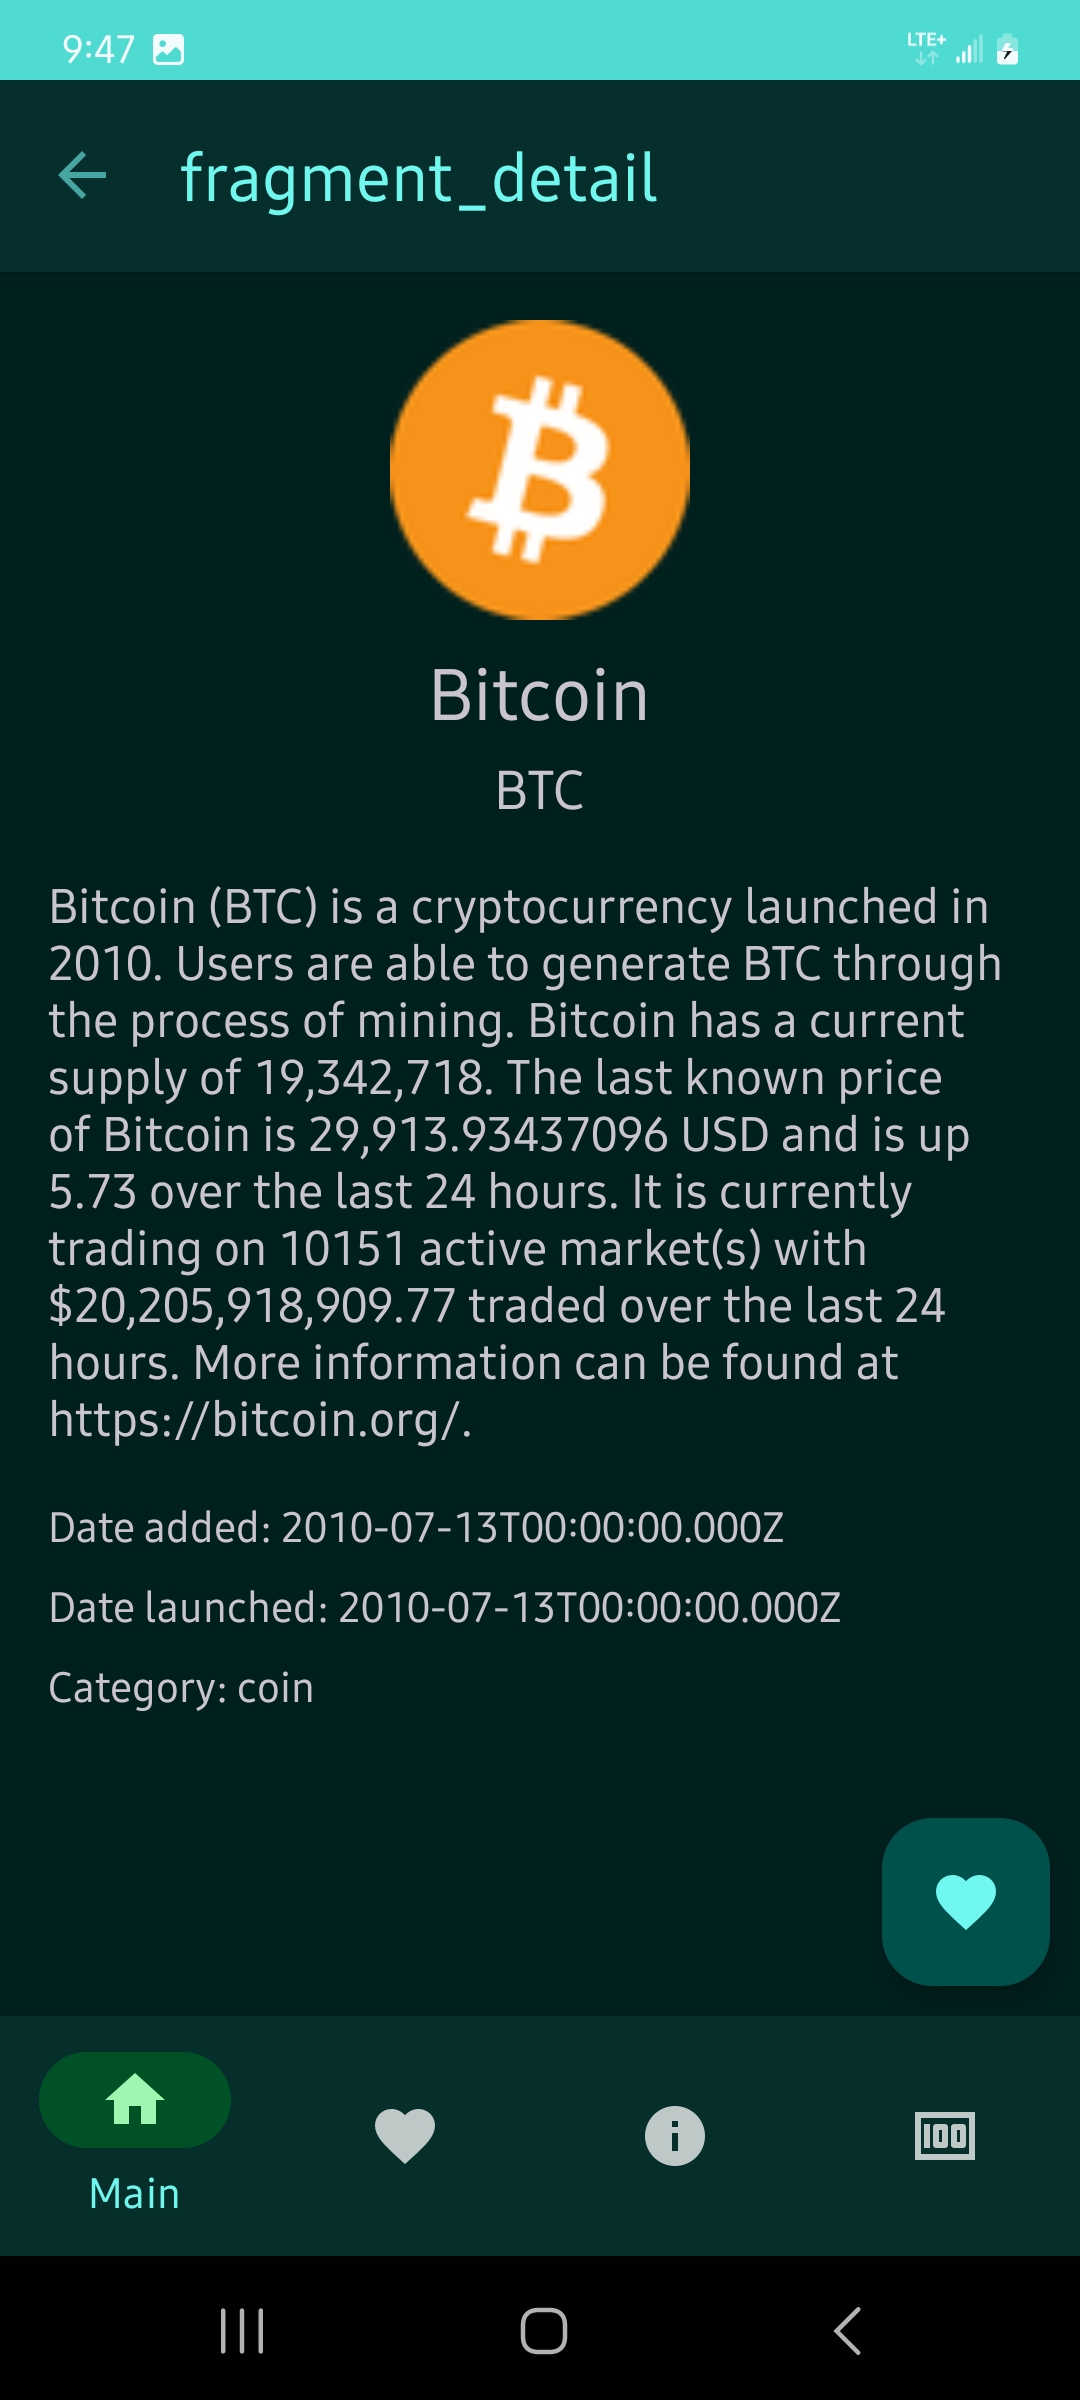 9:47
LTE+
fragment_detail
Bitcoin
BTC
Bitcoin (BTC) is a cryptocurrency launched in
2010. Users are able to generate BTC through
the process of mining. Bitcoin has a current
supply of 19,342,718. The last known price
of Bitcoin is 29,913.93437096 USD and is up
5.73 over the last 24 hours. It is currently
trading on 10151 active market(s) with
$20,205,918,909.77 traded over the last 24
hours. More information can be found at
https://bitcoin.org/.
Date added: 2010-07-13T00:00:00.000Z
Date launched: 2010-07-13T00:00:00.000Z
Category: coin
100
Main